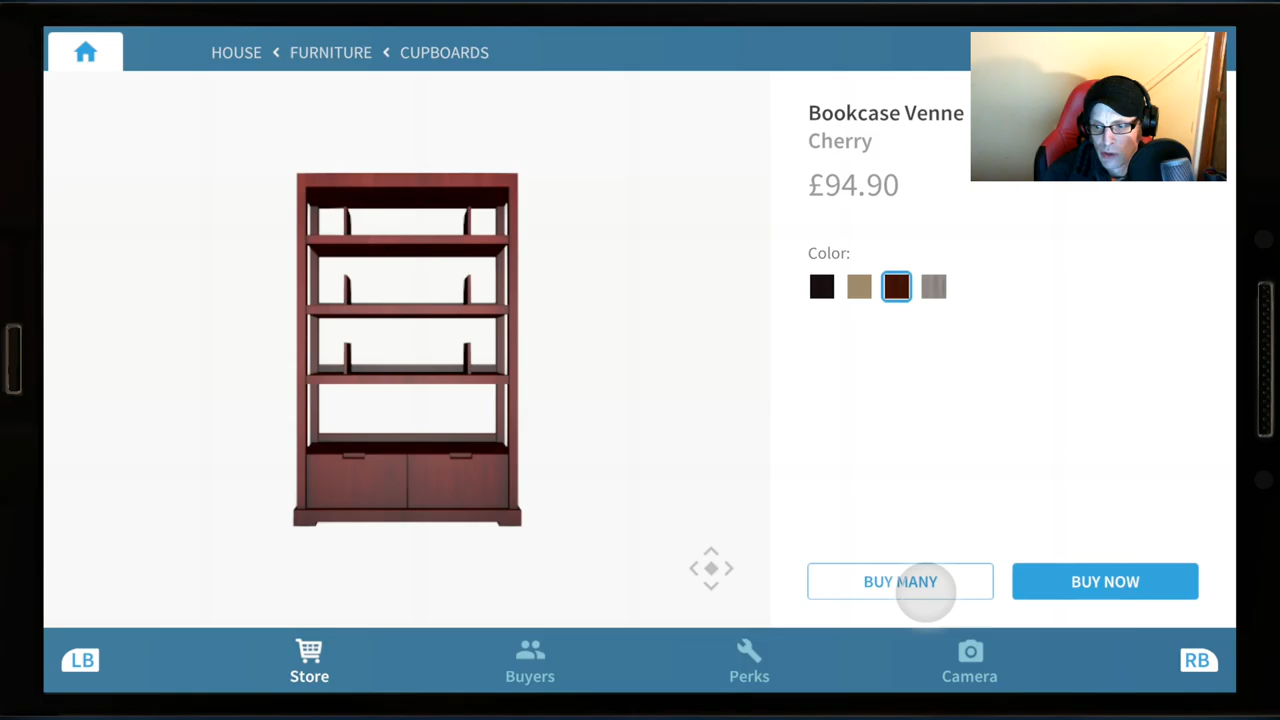 HOUSE < FURNITURE < CUPBOARDS
Bookcase Venne
Cherry
£94.90
Color:
BUY MANY
BUY NOW
LB
Store
Buyers
Perks
Camera
RB